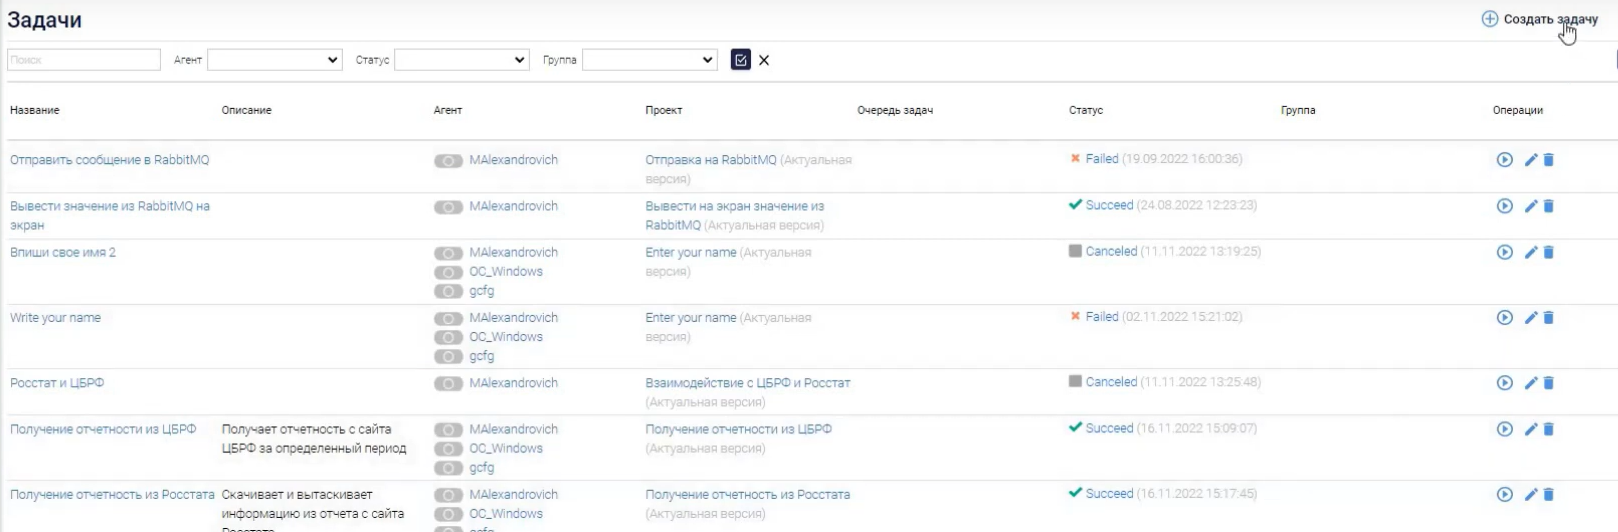 Задачи
Создать задачу
Поиск Агент Статус Группа
Название Описание Агент Проект Очередь задач Статус Группа Операции
Отправить сообщение в RabbitMQ MAlexandrovich Отправка на RabbitMQ (Актуальная Failed (19.09.2022 16:00:36)
версия)
Вывести значение из RabbitMQ на MAlexandrovich Вывести на экран значение из Succeed (24.08.2022 12:23:23)
экран RabbitMQ (Актуальная версия)
Впиши свое имя 2 MAlexandrovich Enter your name (Актуальная Canceled (11.11.2022 13:19:25)
OC_Windows версия)
gcfg
Write your name MAlexandrovich Enter your name (Актуальная Failed (02.11.2022 15:21:02)
OC_Windows версия)
gcfg
Росстат и ЦБРФ MAlexandrovich Взаимодействие с ЦБРФ и Росстат Canceled (11.11.2022 13:25:48)
(Актуальная версия)
Получение отчетности из ЦБРФ Получает отчетность с сайта MAlexandrovich Получение отчетности из ЦБРФ Succeed (16.11.2022 15:09:07)
ЦБРФ за определенный период OC_Windows (Актуальная версия)
gcfg
Получение отчетность из Росстата Скачивает и вытаскивает MAlexandrovich Получение отчетность из Росстата Succeed (16.11.2022 15:17:45)
информацию из отчета с сайта OC_Windows (Актуальная версия)
Росстата gcfg